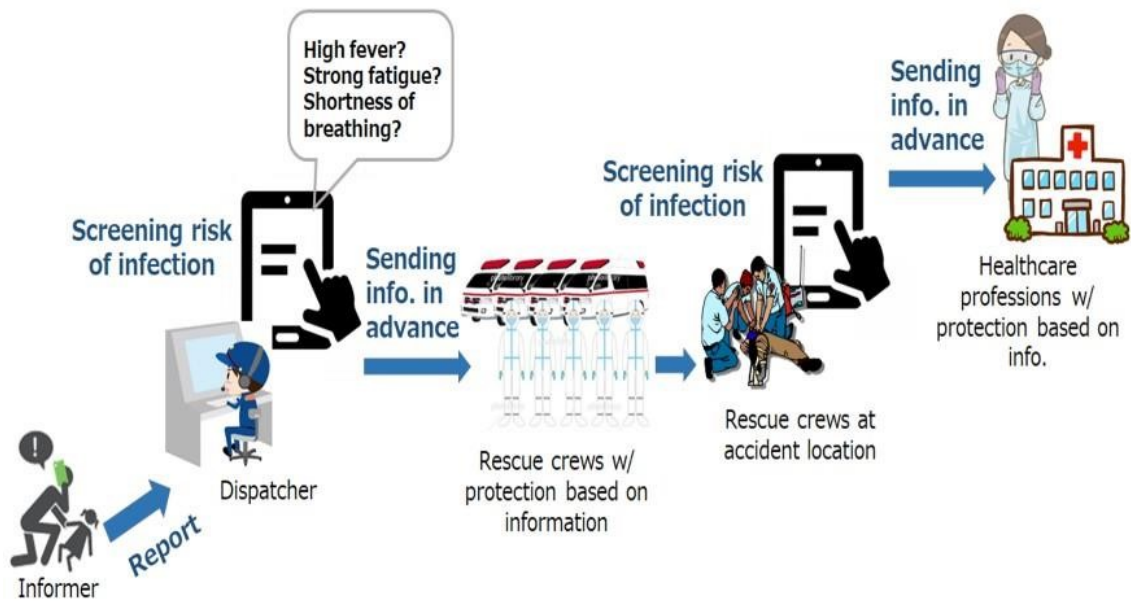 High fever?
Strong fatigue?
Shortness of
breathing?
Screening risk
of infection
Sending
info. in
advance
Screening risk
of infection
Sending
info. in
advance
Healthcare
professions w/
protection based on
info.
Rescue crews w/
protection based on
information
Rescue crews at
accident location
Dispatcher
Report
Informer